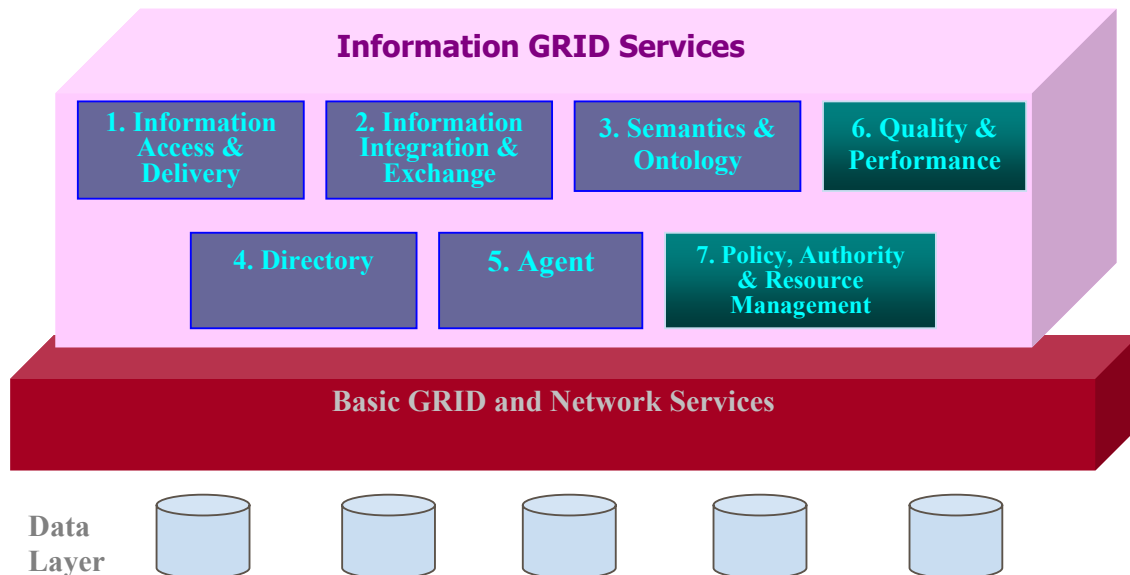 Information GRID Services
1. Information
Access &
Delivery
2. Information
Integration &
Exchange
3. Semantics &
Ontology
6. Quality &
Performance
4. Directory
5. Agent
7. Policy, Authority
& Resource
Management
Basic GRID and Network Services
Data
Layer